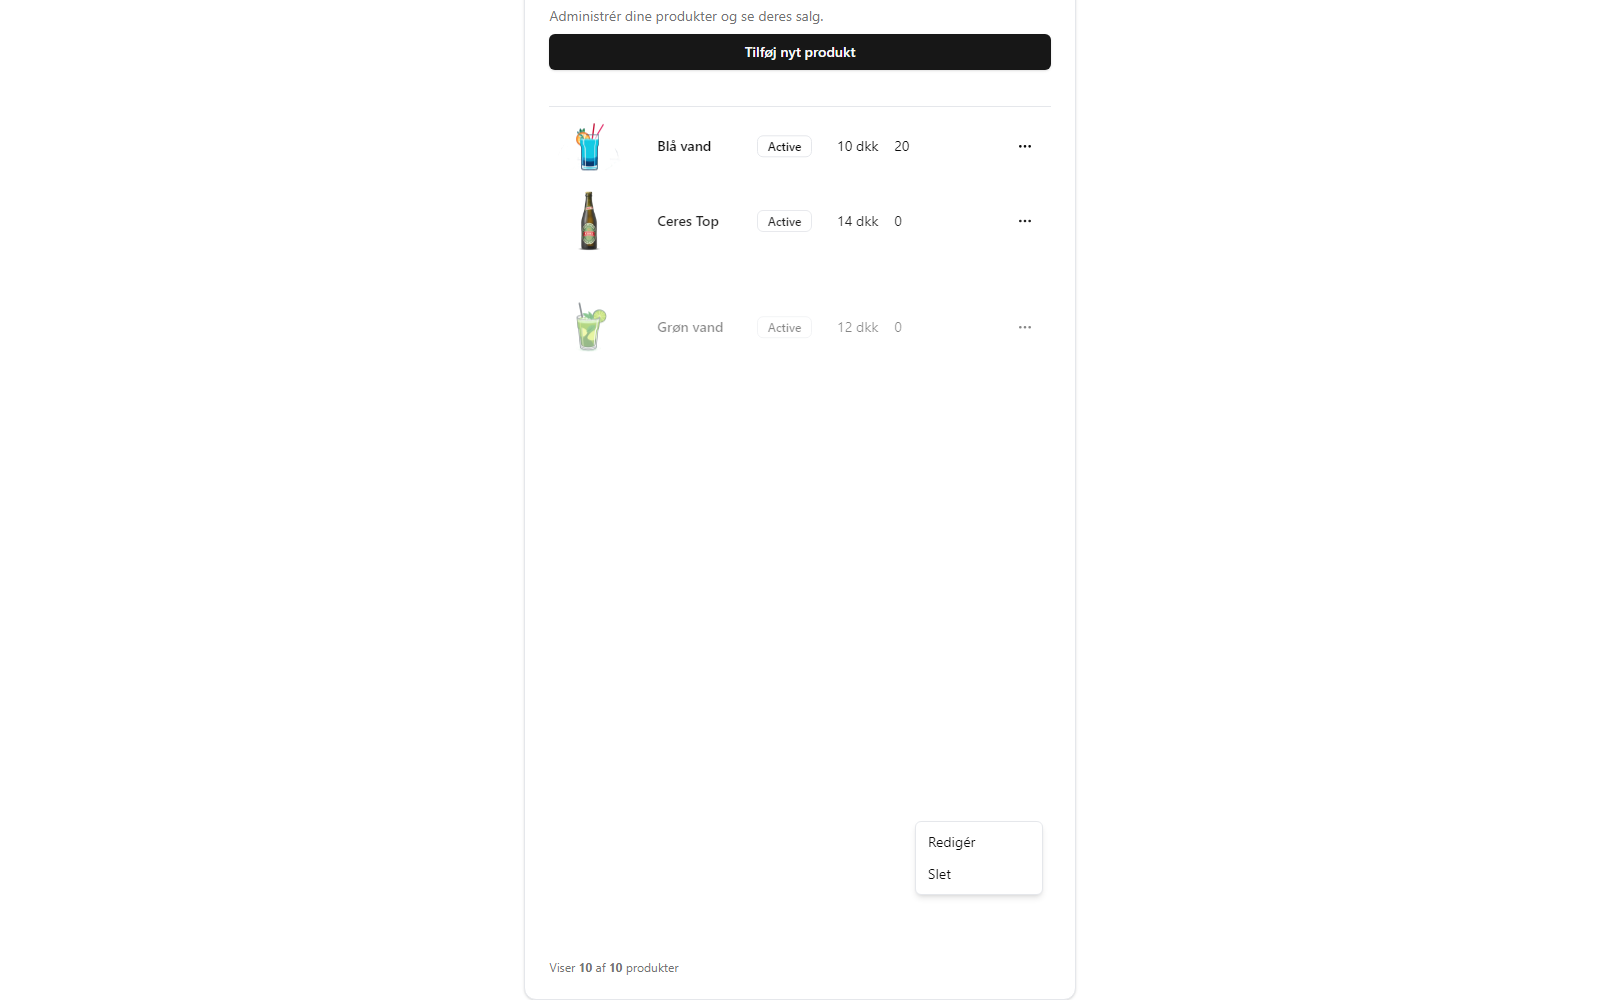 Administrér dine produkter og se deres salg.
Tilføj nyt produkt
Blå vand Active 10 dkk 20 ...
Ceres Top Active 14 dkk 0 ...
Grøn vand Active 12 dkk 0 ...
Redigér
Slet
Viser 10 af 10 produkter